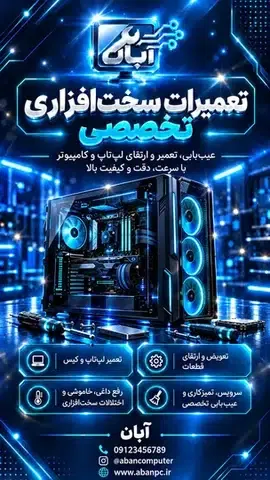 آبان
تعمیرات سخت‌افزاری
تخصصی
عیب‌یابی، تعمیر و ارتقای لپ‌تاپ و کامپیوتر
با سرعت، دقت و کیفیت بالا
تعویض و ارتقای
قطعات
تعمیر لپ‌تاپ و کیس
سرویس، تمیزکاری و
عیب‌یابی تخصصی
رفع داغی، خاموشی و
اختلالات سخت‌افزاری
آبان
09123456789
@abancomputer
www.abanpc.ir